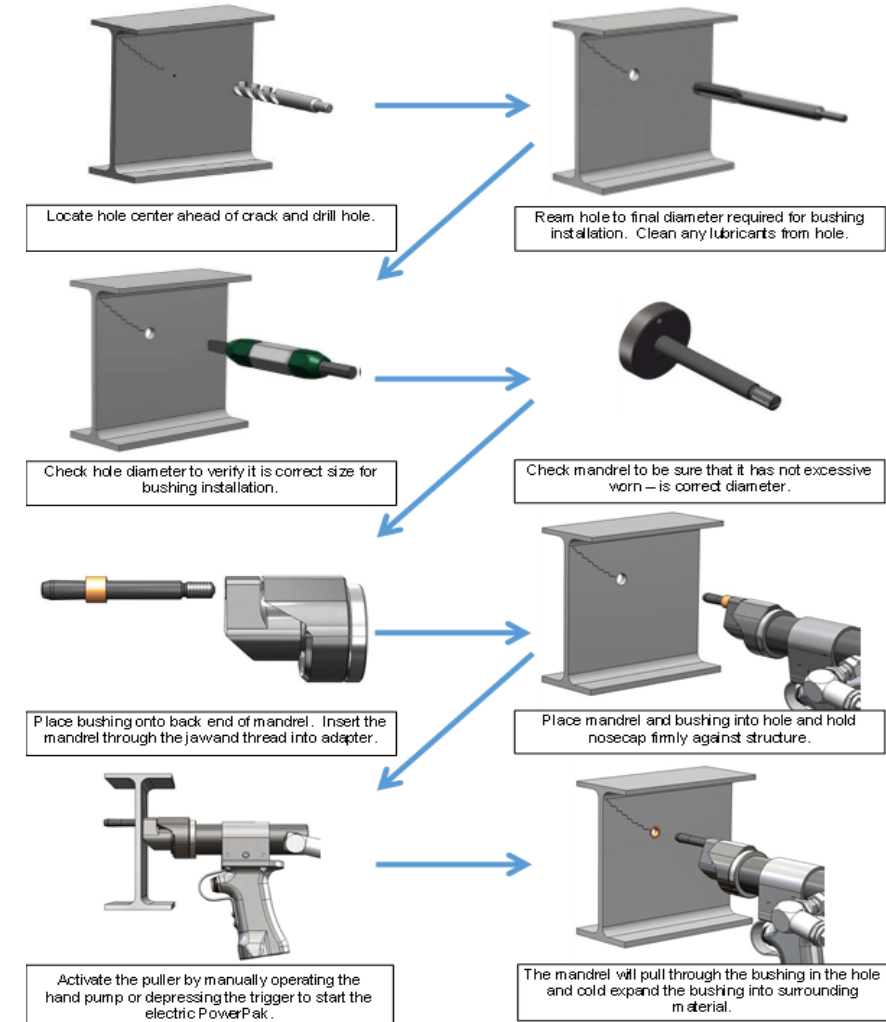 Locate hole center ahead of crack and drill hole.
Ream hole to final diameter required for bushing
installation. Clean any lubricants from hole.
Check hole diameter to verify it is correct size for
bushing installation.
Check mandrel to be sure that it has not excessive
worn – is correct diameter.
Place bushing onto back end of mandrel. Insert the
mandrel through the jaw and thread into adapter.
Place mandrel and bushing into hole and hold
nosecap firmly against structure.
Activate the puller by manually operating the
hand pump or depressing the trigger to start the
electric PowerPak.
The mandrel will pull through the bushing in the hole
and cold expand the bushing into surrounding
material.